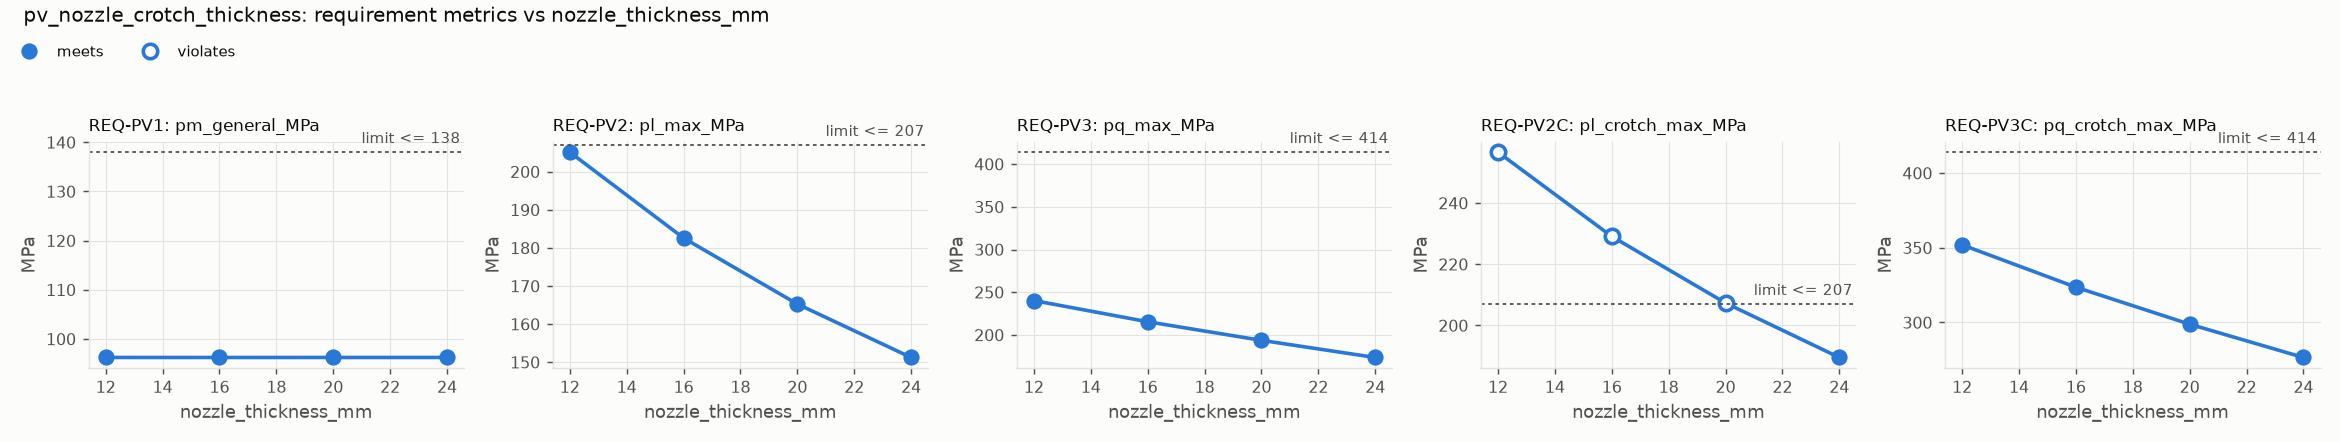 pv_nozzle_crotch_thickness: requirement metrics vs nozzle_thickness_mm
meets violates
REQ-PV1: pm_general_MPa
limit <= 138
140
130
120
110
100
MPa
12 14 16 18 20 22 24
nozzle_thickness_mm
REQ-PV2: pl_max_MPa
limit <= 207
200
190
180
170
160
150
MPa
12 14 16 18 20 22 24
nozzle_thickness_mm
REQ-PV3: pq_max_MPa
limit <= 414
400
350
300
250
200
MPa
12 14 16 18 20 22 24
nozzle_thickness_mm
REQ-PV2C: pl_crotch_max_MPa
limit <= 207
240
220
200
MPa
12 14 16 18 20 22 24
nozzle_thickness_mm
REQ-PV3C: pq_crotch_max_MPa
limit <= 414
400
350
300
MPa
12 14 16 18 20 22 24
nozzle_thickness_mm